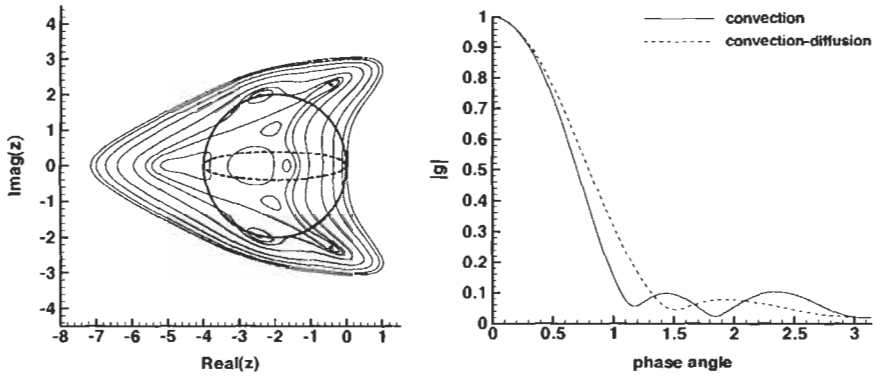 4
3
2
1
0
-1
-2
-3
-4
Imag(z)
-8 -7 -6 -5 -4 -3 -2 -1 0 1
Real(z)
convection
convection-diffusion
1
0.9
0.8
0.7
0.6
0.5
0.4
0.3
0.2
0.1
0
|g|
0 0.5 1 1.5 2 2.5 3
phase angle